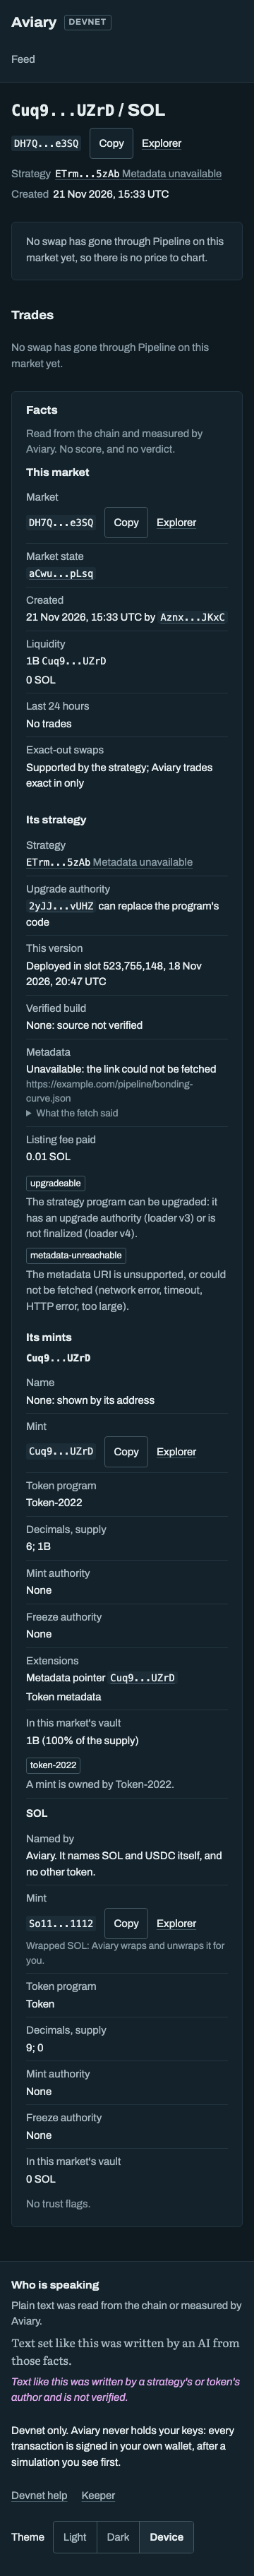 Aviary DEVNET
Feed
Cuq9...UZrD / SOL
DH7Q...e3SQ Copy Explorer
Strategy ETrm...5zAb Metadata unavailable
Created 21 Nov 2026, 15:33 UTC
No swap has gone through Pipeline on this
market yet, so there is no price to chart.
Trades
No swap has gone through Pipeline on this
market yet.
Facts
Read from the chain and measured by
Aviary. No score, and no verdict.
This market
Market
DH7Q...e3SQ Copy Explorer
Market state
aCwu...pLsq
Created
21 Nov 2026, 15:33 UTC by Aznx...JKxC
Liquidity
1B Cuq9...UZrD
0 SOL
Last 24 hours
No trades
Exact-out swaps
Supported by the strategy; Aviary trades
exact in only
Its strategy
Strategy
ETrm...5zAb Metadata unavailable
Upgrade authority
2yJJ...vUHZ can replace the program's
code
This version
Deployed in slot 523,755,148, 18 Nov
2026, 20:47 UTC
Verified build
None: source not verified
Metadata
Unavailable: the link could not be fetched
https://example.com/pipeline/bonding-
curve.json
▶ What the fetch said
Listing fee paid
0.01 SOL
upgradeable
The strategy program can be upgraded: it
has an upgrade authority (loader v3) or is
not finalized (loader v4).
metadata-unreachable
The metadata URI is unsupported, or could
not be fetched (network error, timeout,
HTTP error, too large).
Its mints
Cuq9...UZrD
Name
None: shown by its address
Mint
Cuq9...UZrD Copy Explorer
Token program
Token-2022
Decimals, supply
6; 1B
Mint authority
None
Freeze authority
None
Extensions
Metadata pointer Cuq9...UZrD
Token metadata
In this market's vault
1B (100% of the supply)
token-2022
A mint is owned by Token-2022.
SOL
Named by
Aviary. It names SOL and USDC itself, and
no other token.
Mint
So11...1112 Copy Explorer
Wrapped SOL: Aviary wraps and unwraps it for
you.
Token program
Token
Decimals, supply
9; 0
Mint authority
None
Freeze authority
None
In this market's vault
0 SOL
No trust flags.
Who is speaking
Plain text was read from the chain or measured by
Aviary.
Text set like this was written by an AI from
those facts.
Text like this was written by a strategy's or token's
author and is not verified.
Devnet only. Aviary never holds your keys: every
transaction is signed in your own wallet, after a
simulation you see first.
Devnet help Keeper
Theme Light Dark Device